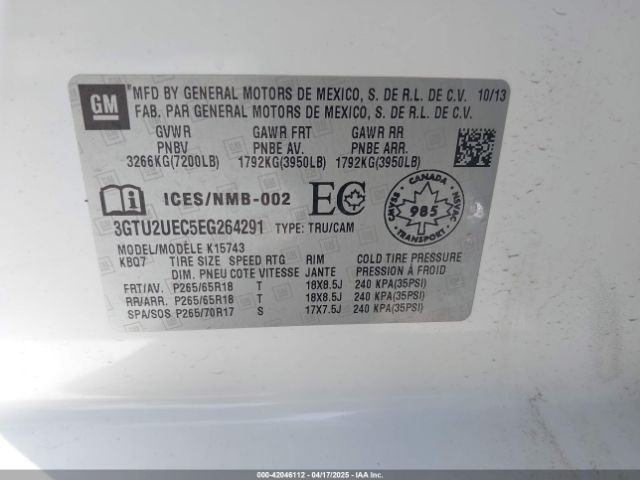 GM
MFD BY GENERAL MOTORS DE MEXICO, S. DE R.L. DE C.V. 10/13
FAB. PAR GENERAL MOTORS DE MEXICO, S. DE R.L. DE C.V.
GVWR GAWR FRT GAWR RR
PNBV PNBE AV. PNBE ARR.
3266KG(7200LB) 1792KG(3950LB) 1792KG(3950LB)
ICES/NMB-002 EC
CANADA
985
CMVSS NSVAC
3GTU2UEC5EG264291 TYPE: TRU/CAM
MODEL/MODÈLE K15743
KBQ7 TIRE SIZE SPEED RTG RIM COLD TIRE PRESSURE
DIM. PNEU COTE VITESSE JANTE PRESSION À FROID
FRT/AV. P265/65R18 T 18X8.5J 240 KPA(35PSI)
RR/ARR. P265/65R18 T 18X8.5J 240 KPA(35PSI)
SPA/SOS P265/70R17 S 17X7.5J 240 KPA(35PSI)
000-42046112 - 04/17/2025 - IAAI.COM